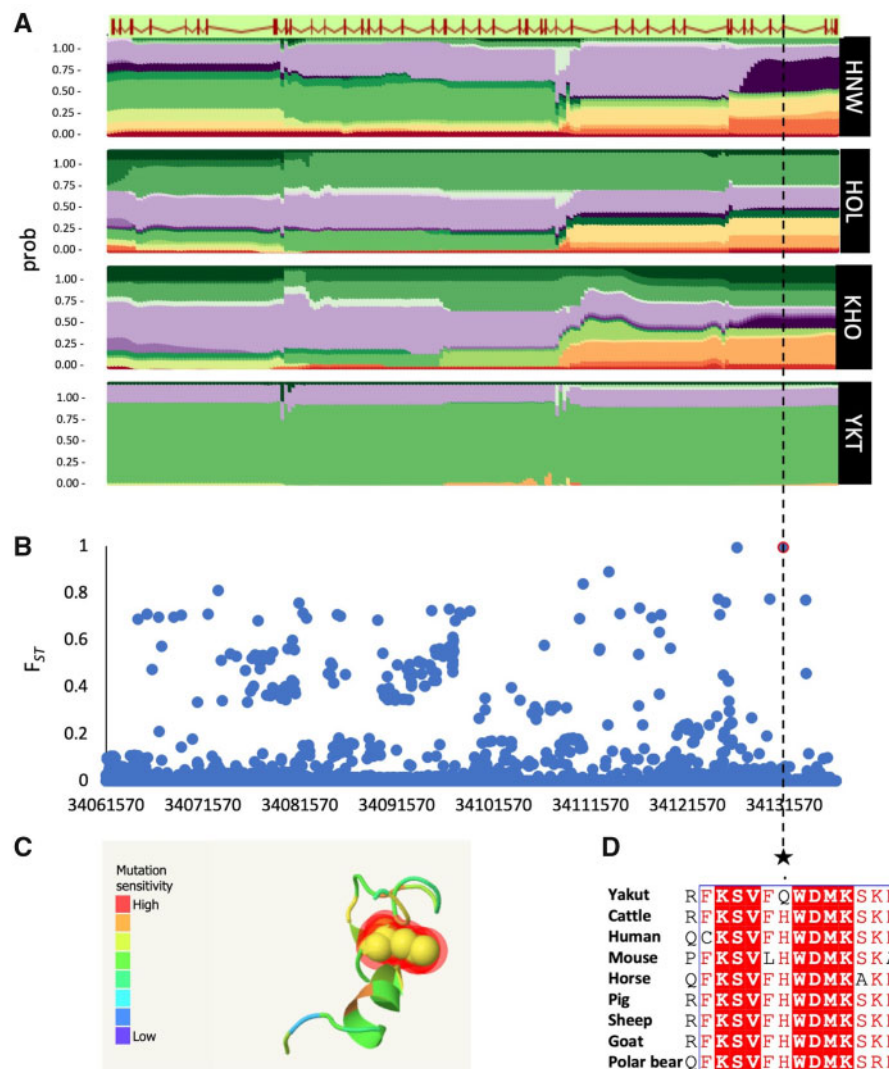 A
prob
1.00 -
0.75 -
0.50 -
0.25 -
0.00 -
HNW
1.00 -
0.75 -
0.50 -
0.25 -
0.00 -
HOL
1.00 -
0.75 -
0.50 -
0.25 -
0.00 -
KHO
1.00 -
0.75 -
0.50 -
0.25 -
0.00 -
YKT
B
FST
1
0.8
0.6
0.4
0.2
0
34061570 34071570 34081570 34091570 34101570 34111570 34121570 34131570
C
Mutation
sensitivity
High
Low
D
★
Yakut R F K S V F Q W D M K S K
Cattle R F K S V F H W D M K S K
Human Q C K S V F H W D M K S K
Mouse P F K S V L H W D M K S K
Horse Q F K S V F H W D M K A K
Pig R F K S V F H W D M K S K
Sheep R F K S V F H W D M K S K
Goat R F K S V F H W D M K S K
Polar bear Q F K S V F H W D M K S R